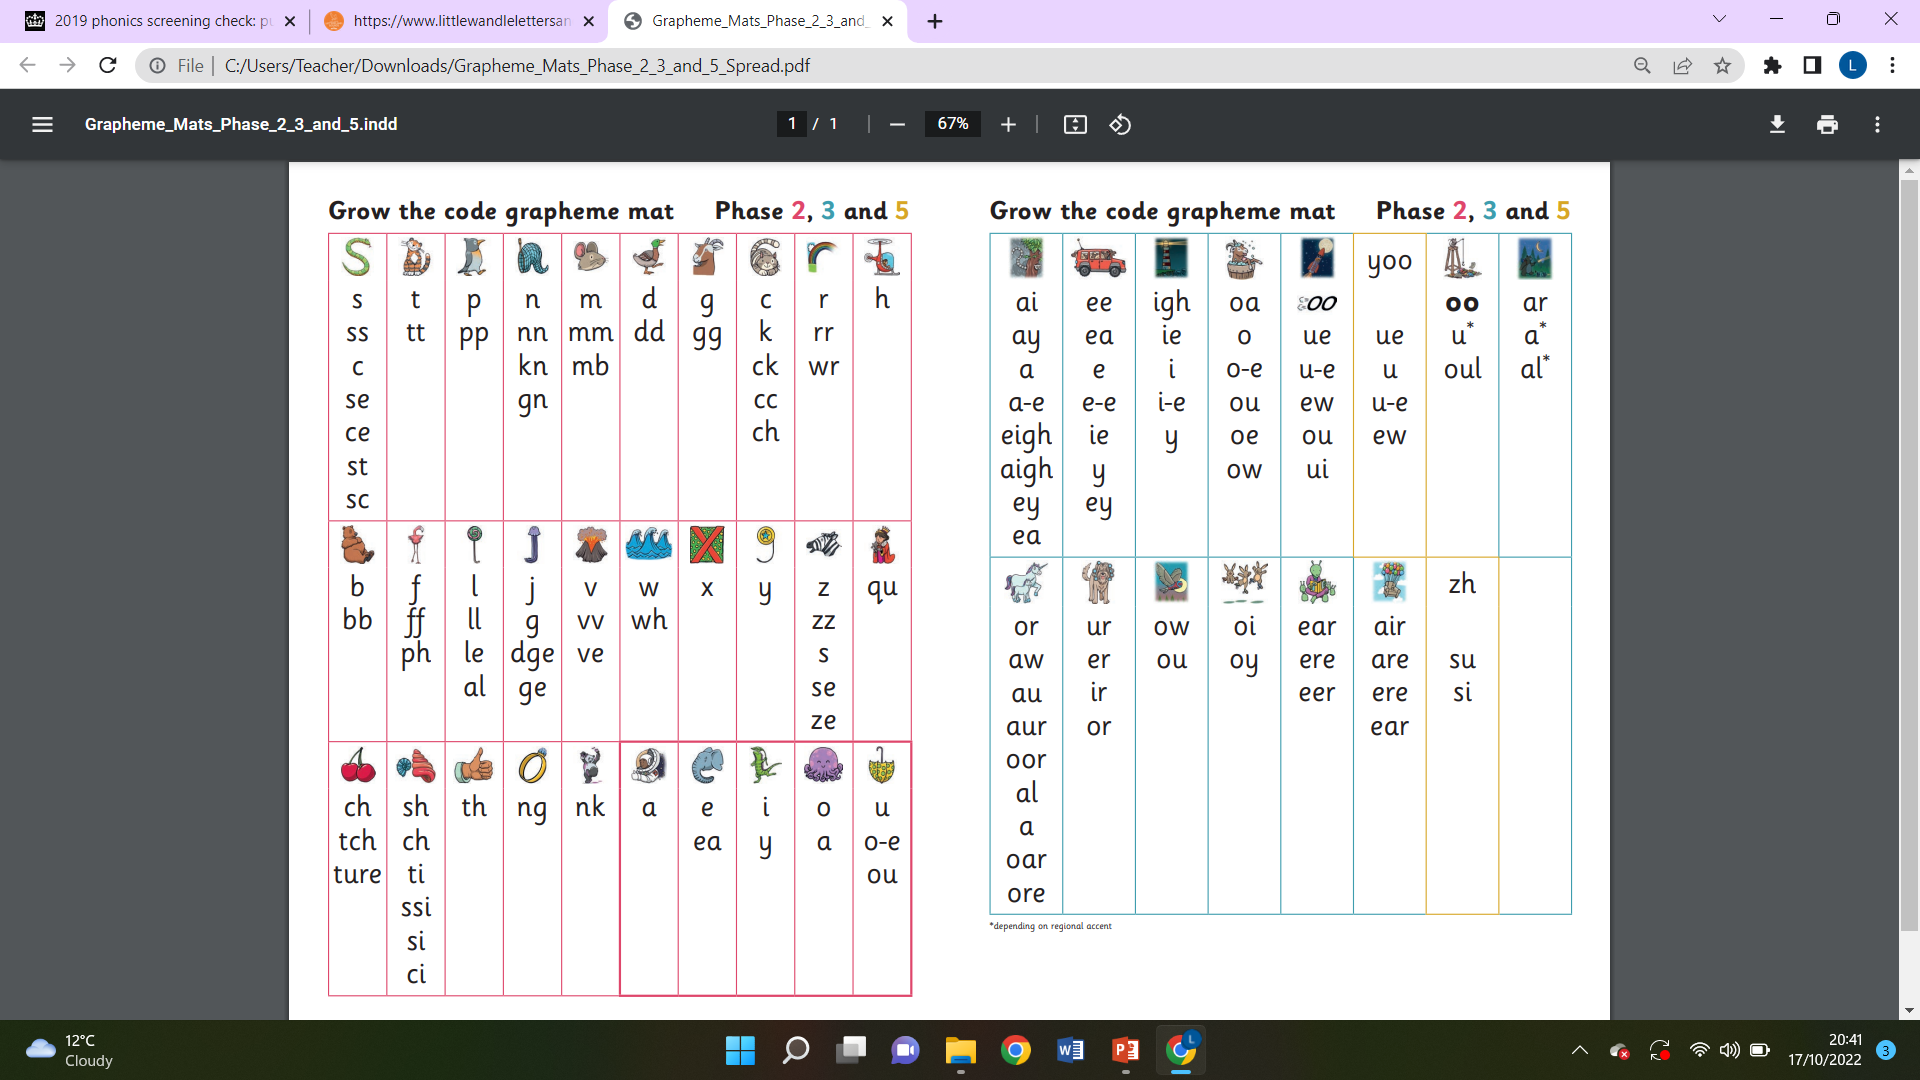 2019 phonics screening check: pu
https://www.littlewandlelettersan
Grapheme_Mats_Phase_2_3_and_
File | C:/Users/Teacher/Downloads/Grapheme_Mats_Phase_2_3_and_5_Spread.pdf
L
Grapheme_Mats_Phase_2_3_and_5.indd
1 / 1
67%
Grow the code grapheme mat Phase 2, 3 and 5
s t p n m d g c r h
ss tt pp nn mm dd gg k rr
c kn mb ck wr
se gn cc
ce ch
st
sc
b f l j v w x y z qu
bb ff ll g vv wh zz
ph le dge ve s
al ge se
ze
ch sh th ng nk a e i o u
tch ch ea y a o-e
ture ti ou
ssi
si
ci
Grow the code grapheme mat Phase 2, 3 and 5
yoo
ai ee igh oa oo oo ar
ay ea ie o ue ue u* a*
a e i o-e u-e u oul al*
a-e e-e i-e ou ew u-e
eigh ie y oe ou ew
aigh y ow ui
ey ey
ea
zh
or ur ow oi ear air
aw er ou oy ere are su
au ir eer ere si
aur or ear
oor
al
a
oar
ore
*depending on regional accent
12°C
Cloudy
L
20:41
17/10/2022
3